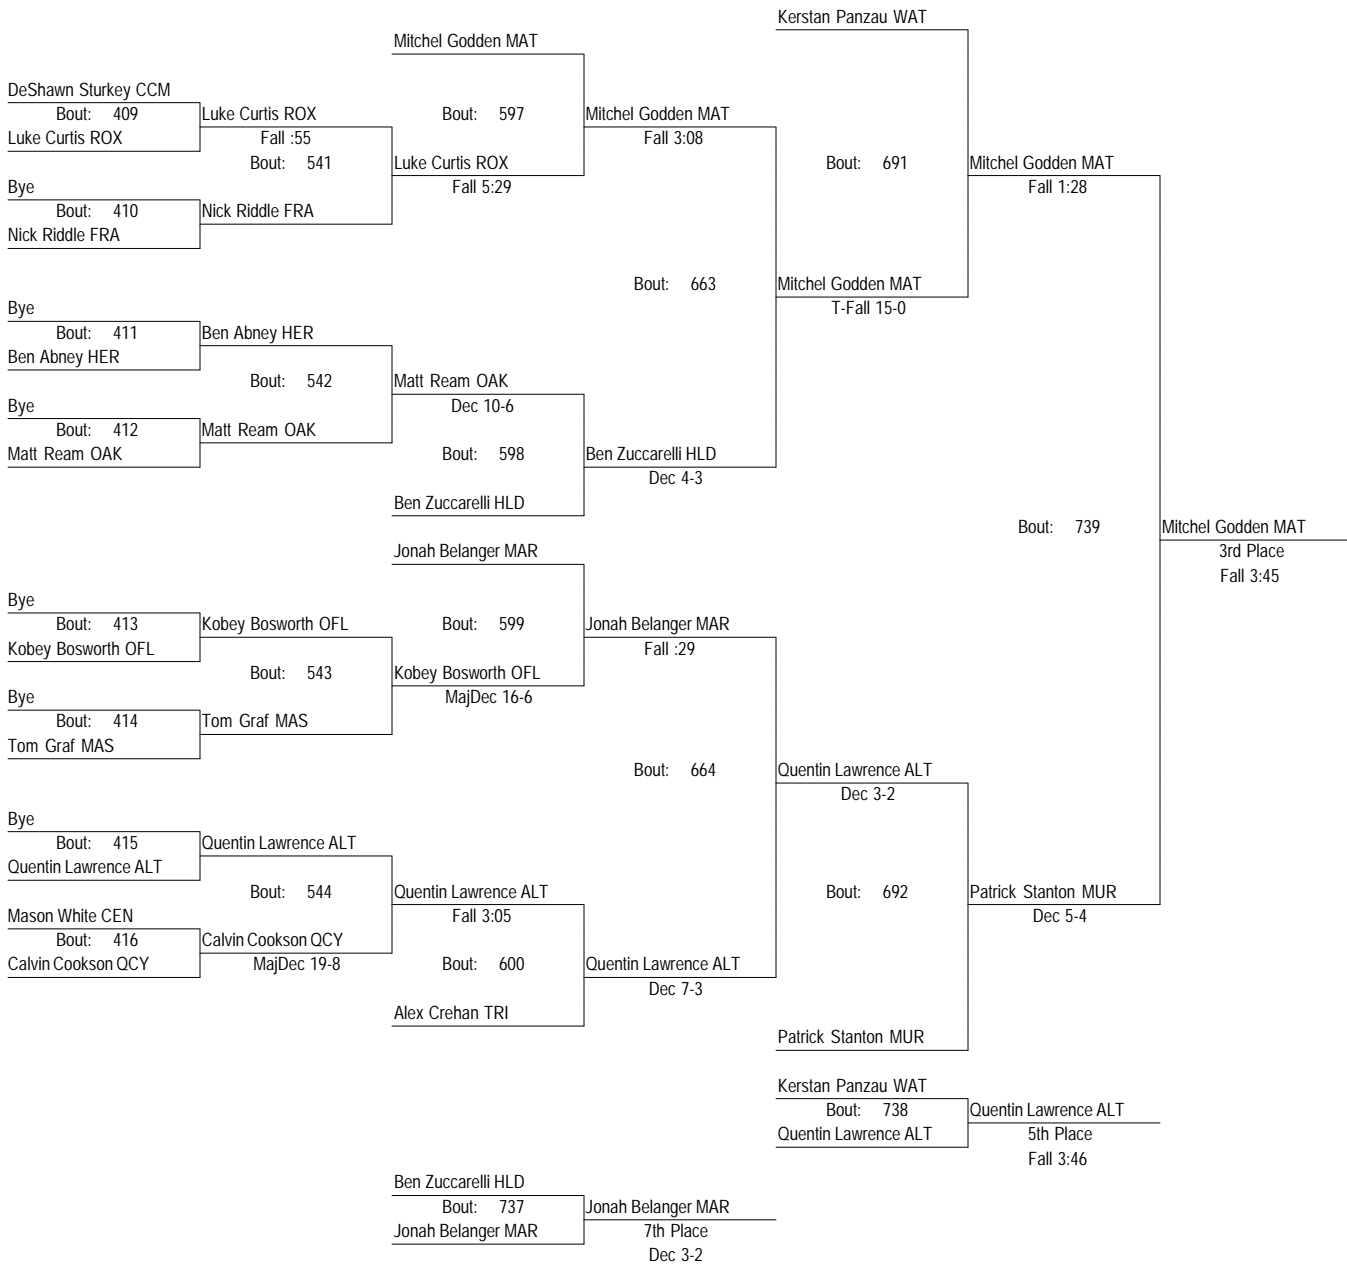 Kerstan Panzau WAT
Mitchel Godden MAT
DeShawn Sturkey CCM
Bout: 409
Luke Curtis ROX
Bout: 597
Mitchel Godden MAT
Luke Curtis ROX
Fall :55
Fall 3:08
Bout: 541
Luke Curtis ROX
Bout: 691
Mitchel Godden MAT
Bye
Fall 5:29
Fall 1:28
Bout: 410
Nick Riddle FRA
Nick Riddle FRA
Bout: 663
Mitchel Godden MAT
Bye
T-Fall 15-0
Bout: 411
Ben Abney HER
Ben Abney HER
Bout: 542
Matt Ream OAK
Bye
Dec 10-6
Bout: 412
Matt Ream OAK
Matt Ream OAK
Bout: 598
Ben Zuccarelli HLD
Dec 4-3
Ben Zuccarelli HLD
Bout: 739
Mitchel Godden MAT
Jonah Belanger MAR
3rd Place
Fall 3:45
Bye
Bout: 413
Kobey Bosworth OFL
Bout: 599
Jonah Belanger MAR
Kobey Bosworth OFL
Fall :29
Bout: 543
Kobey Bosworth OFL
Bye
MajDec 16-6
Bout: 414
Tom Graf MAS
Tom Graf MAS
Bout: 664
Quentin Lawrence ALT
Dec 3-2
Bye
Bout: 415
Quentin Lawrence ALT
Quentin Lawrence ALT
Bout: 544
Quentin Lawrence ALT
Bout: 692
Patrick Stanton MUR
Mason White CEN
Fall 3:05
Dec 5-4
Bout: 416
Calvin Cookson QCY
Calvin Cookson QCY
MajDec 19-8
Bout: 600
Quentin Lawrence ALT
Dec 7-3
Alex Crehan TRI
Patrick Stanton MUR
Kerstan Panzau WAT
Bout: 738
Quentin Lawrence ALT
Quentin Lawrence ALT
5th Place
Fall 3:46
Ben Zuccarelli HLD
Bout: 737
Jonah Belanger MAR
Jonah Belanger MAR
7th Place
Dec 3-2